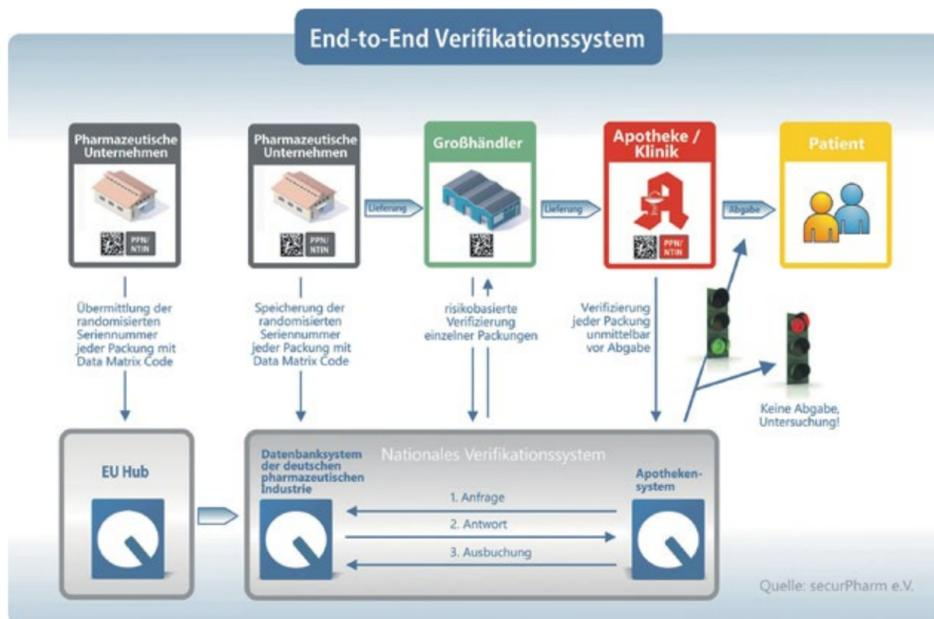 End-to-End Verifikationssystem
Pharmazeutische
Unternehmen
PPN/
NTIN
Pharmazeutische
Unternehmen
PPN/
NTIN
Lieferung
Großhändler
Lieferung
Apotheke /
Klinik
PPN/
NTIN
Abgabe
Patient
Übermittlung der
randomisierten
Seriennummer
jeder Packung mit
Data Matrix Code
Speicherung der
randomisierten
Seriennummer
jeder Packung mit
Data Matrix Code
risikobasierte
Verifizierung
einzelner Packungen
Verifizierung
jeder Packung
unmittelbar
vor Abgabe
Keine Abgabe,
Untersuchung!
EU Hub
Datenbanksystem
der deutschen
pharmazeutischen
Industrie
Nationales Verifikationssystem
Apotheken-
system
1. Anfrage
2. Antwort
3. Ausbuchung
Quelle: securPharm e.V.